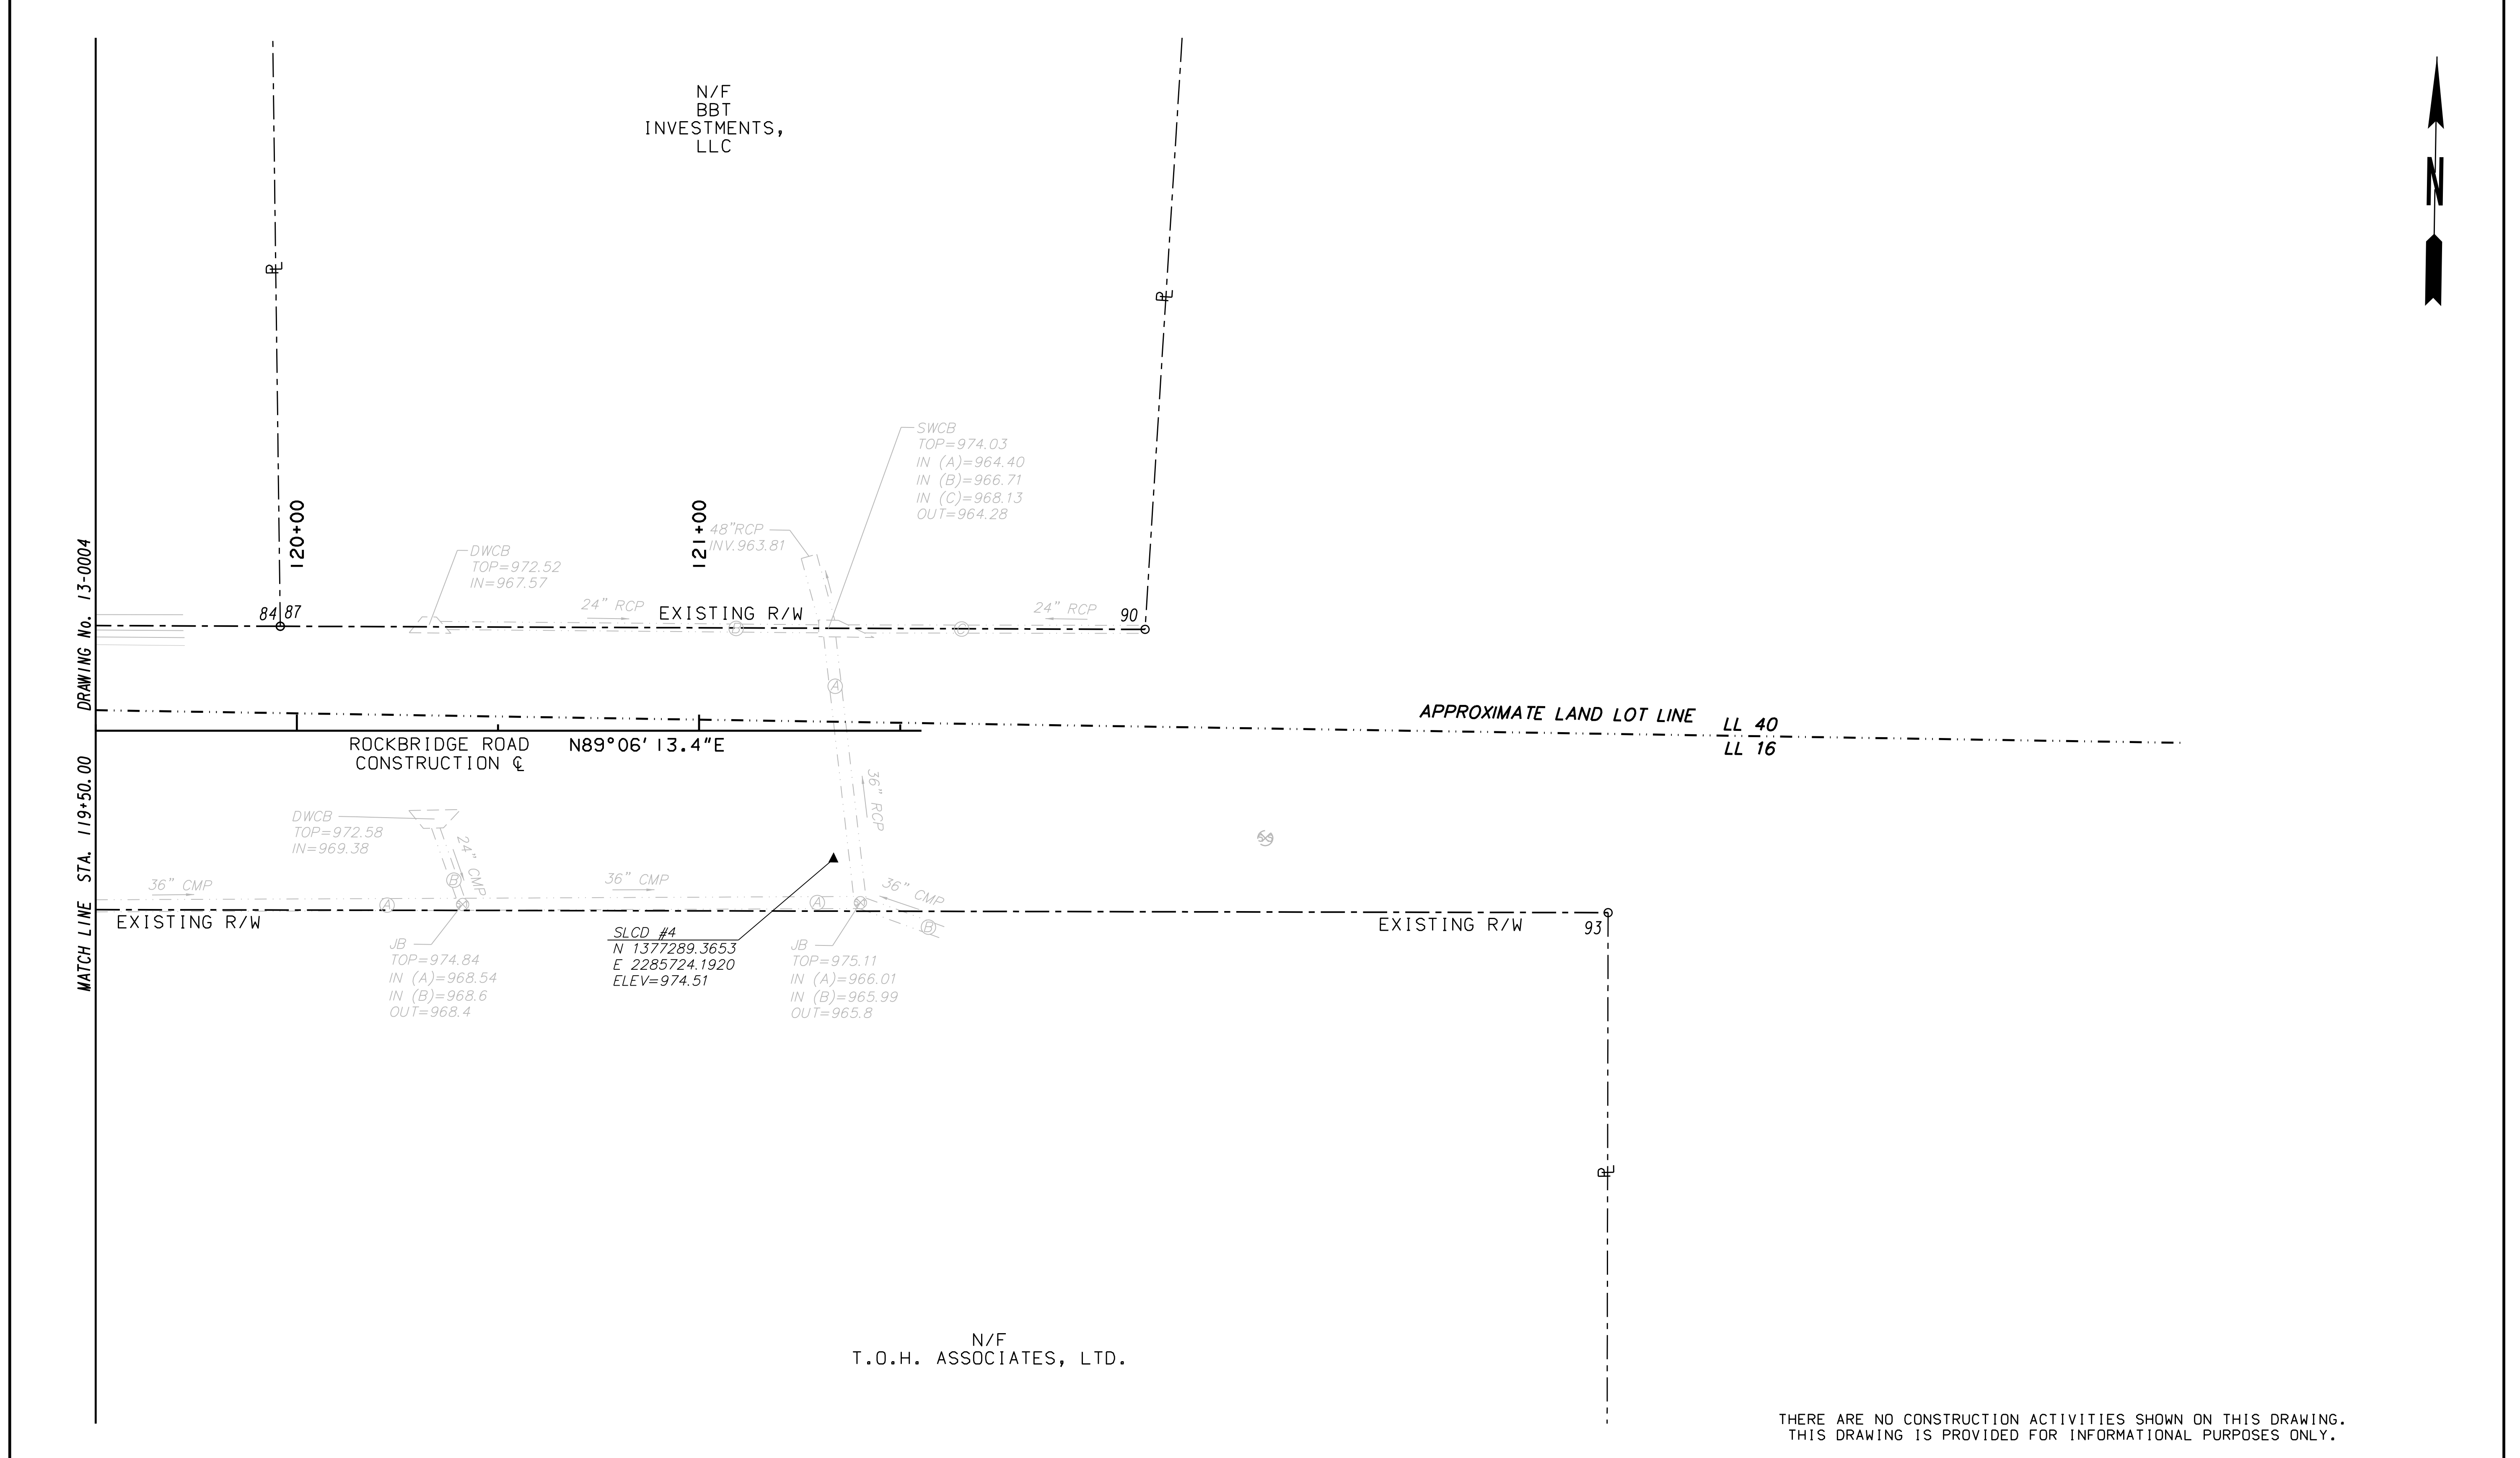 N/F
BBT
INVESTMENTS,
LLC
N
SWCB
TOP=974.03
IN (A)=964.40
IN (B)=966.71
IN (C)=968.13
OUT=964.28
120+00
121+00
48"RCP
INV.963.81
DWCB
TOP=972.52
IN=967.57
24" RCP
EXISTING R/W
24" RCP
84
87
90
C
A
DRAWING No. 13-0004
MATCH LINE STA. 119+50.00
APPROXIMATE LAND LOT LINE
LL 40
LL 16
ROCKBRIDGE ROAD
CONSTRUCTION ℄
N89°06'13.4"E
36" RCP
DWCB
TOP=972.58
IN=969.38
24" CMP
B
36" CMP
36" CMP
36" CMP
A
A
B
EXISTING R/W
EXISTING R/W
93
SLCD #4
N 1377289.3653
E 2285724.1920
ELEV=974.51
JB
TOP=974.84
IN (A)=968.54
IN (B)=968.6
OUT=968.4
JB
TOP=975.11
IN (A)=966.01
IN (B)=965.99
OUT=965.8
N/F
T.O.H. ASSOCIATES, LTD.
THERE ARE NO CONSTRUCTION ACTIVITIES SHOWN ON THIS DRAWING.
THIS DRAWING IS PROVIDED FOR INFORMATIONAL PURPOSES ONLY.